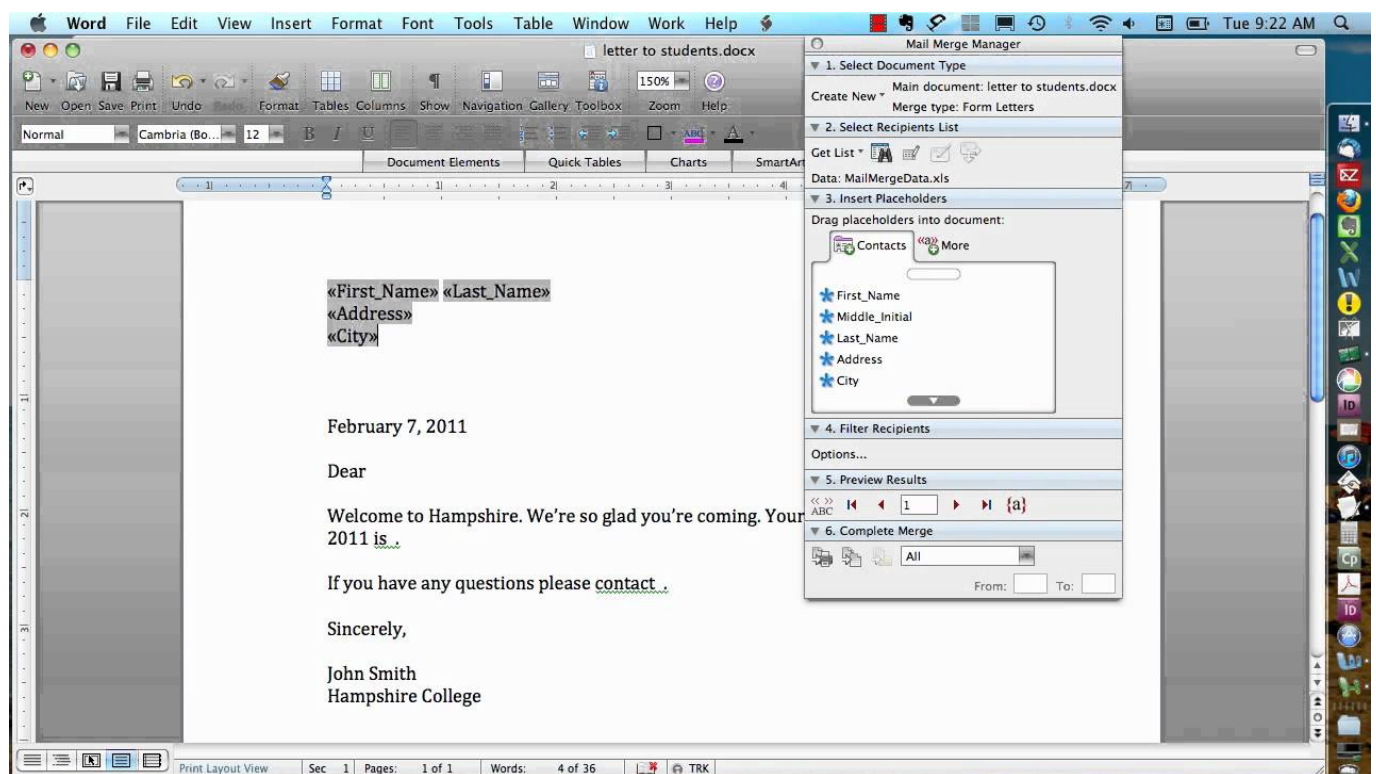 Word File Edit View Insert Format Font Tools Table Window Work Help Tue 9:22 AM
letter to students.docx
New Open Save Print Undo Redo Format Tables Columns Show Navigation Gallery Toolbox Zoom Help
150%
Normal Cambria (Bo... 12 B I U ABC A
Document Elements Quick Tables Charts SmartArt
«First_Name» «Last_Name»
«Address»
«City»
February 7, 2011
Dear
Welcome to Hampshire. We're so glad you're coming. Your
2011 is .
If you have any questions please contact .
Sincerely,
John Smith
Hampshire College
Print Layout View Sec 1 Pages: 1 of 1 Words: 4 of 36 TRK
Mail Merge Manager
1. Select Document Type
Create New Main document: letter to students.docx
Merge type: Form Letters
2. Select Recipients List
Get List
Data: MailMergeData.xls
3. Insert Placeholders
Drag placeholders into document:
Contacts «a» More
First_Name
Middle_Initial
Last_Name
Address
City
4. Filter Recipients
Options...
5. Preview Results
« » ABC 1 {a}
6. Complete Merge
All
From: To: